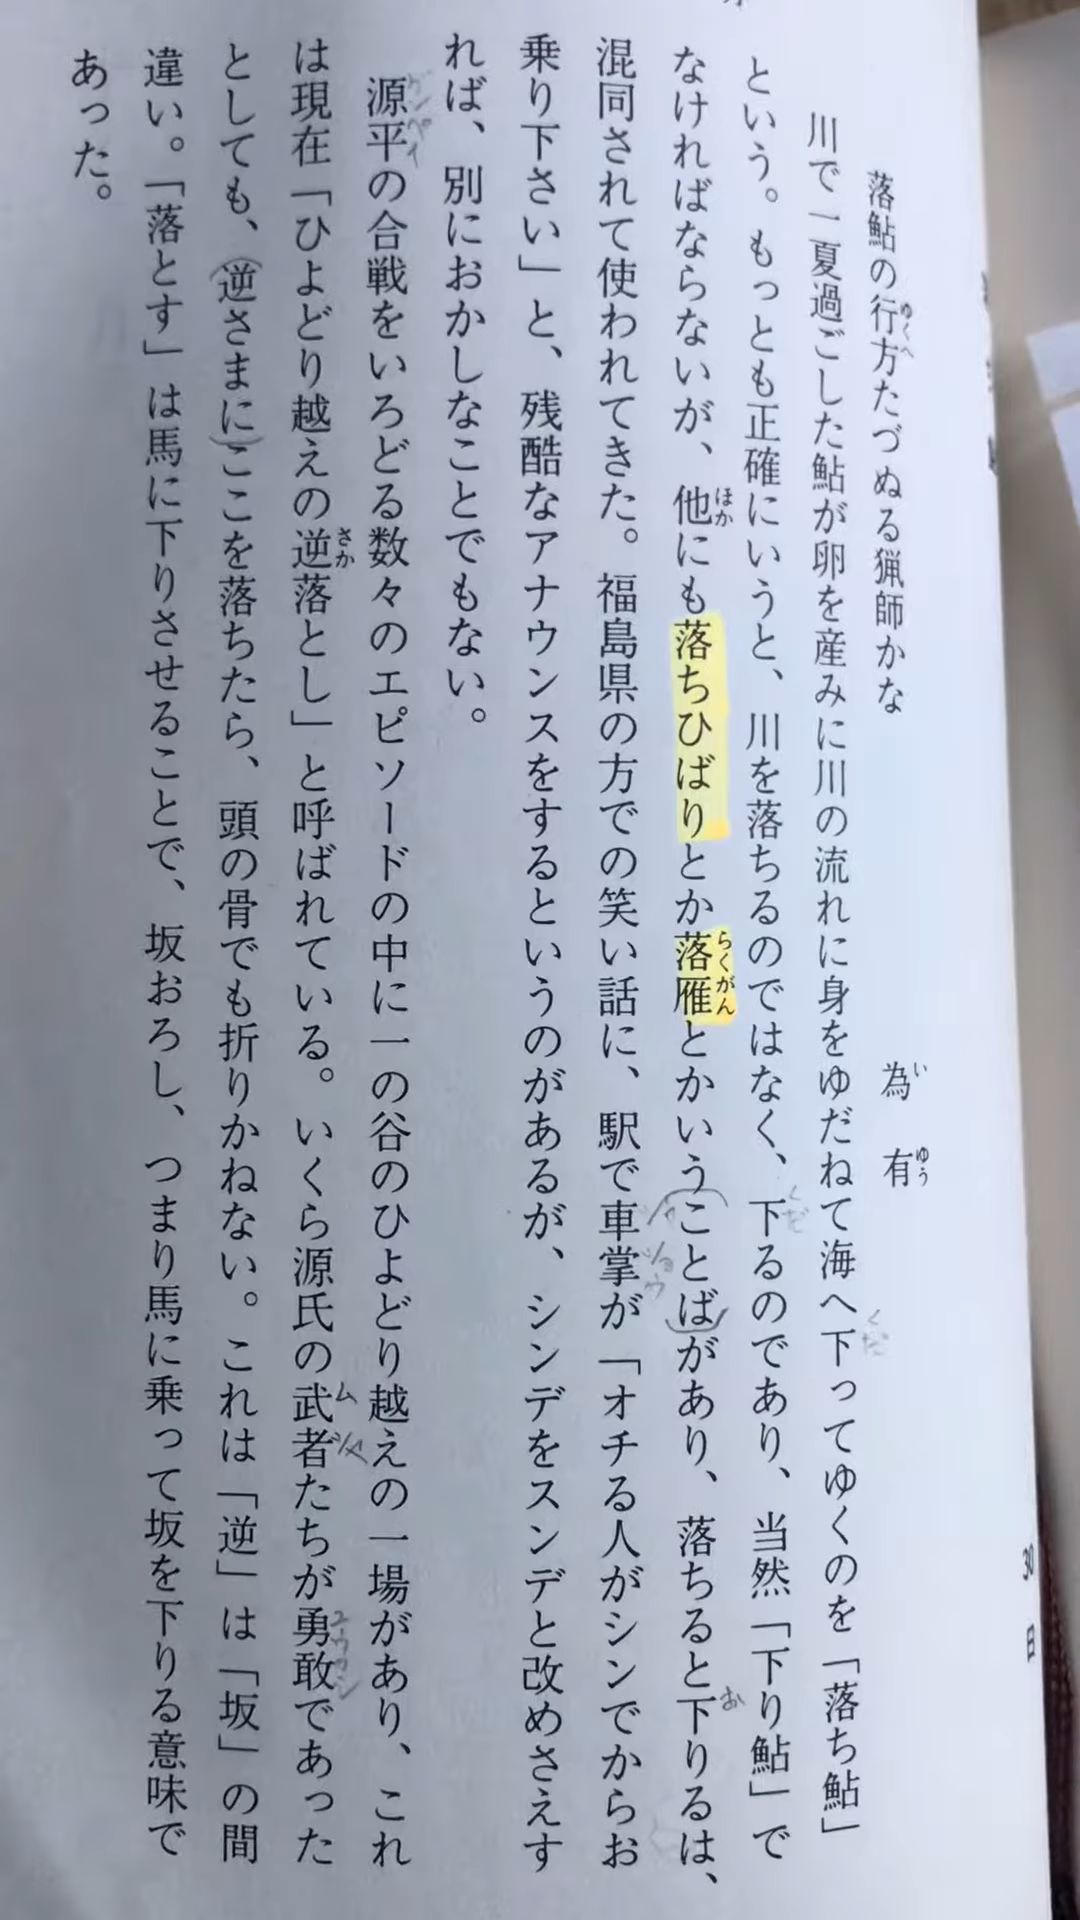 落鮎の行方たづぬる猟師かな　為有
川で一夏過ごした鮎が卵を産みに川の流れに身をゆだねて海へ下ってゆくのを「落ち鮎」
という。もっとも正確にいうと、川を落ちるのではなく、下るのであり、当然「下り鮎」で
なければならないが、他にも落ちひばりとか落雁とかいうことばがあり、落ちると下りるは、
混同されて使われてきた。福島県の方での笑い話に、駅で車掌が「オチる人がシンでからお
乗り下さい」と、残酷なアナウンスをするというのがあるが、シンデをスンデと改めさえす
れば、別におかしなことでもない。
源平の合戦をいろどる数々のエピソードの中に一の谷のひよどり越えの一場があり、これ
は現在「ひよどり越えの逆落とし」と呼ばれている。いくら源氏の武者たちが勇敢であった
としても、(逆さまに)ここを落ちたら、頭の骨でも折りかねない。これは「逆」は「坂」の間
違い。「落とす」は馬に下りさせることで、坂おろし、つまり馬に乗って坂を下りる意味で
あった。
30
日